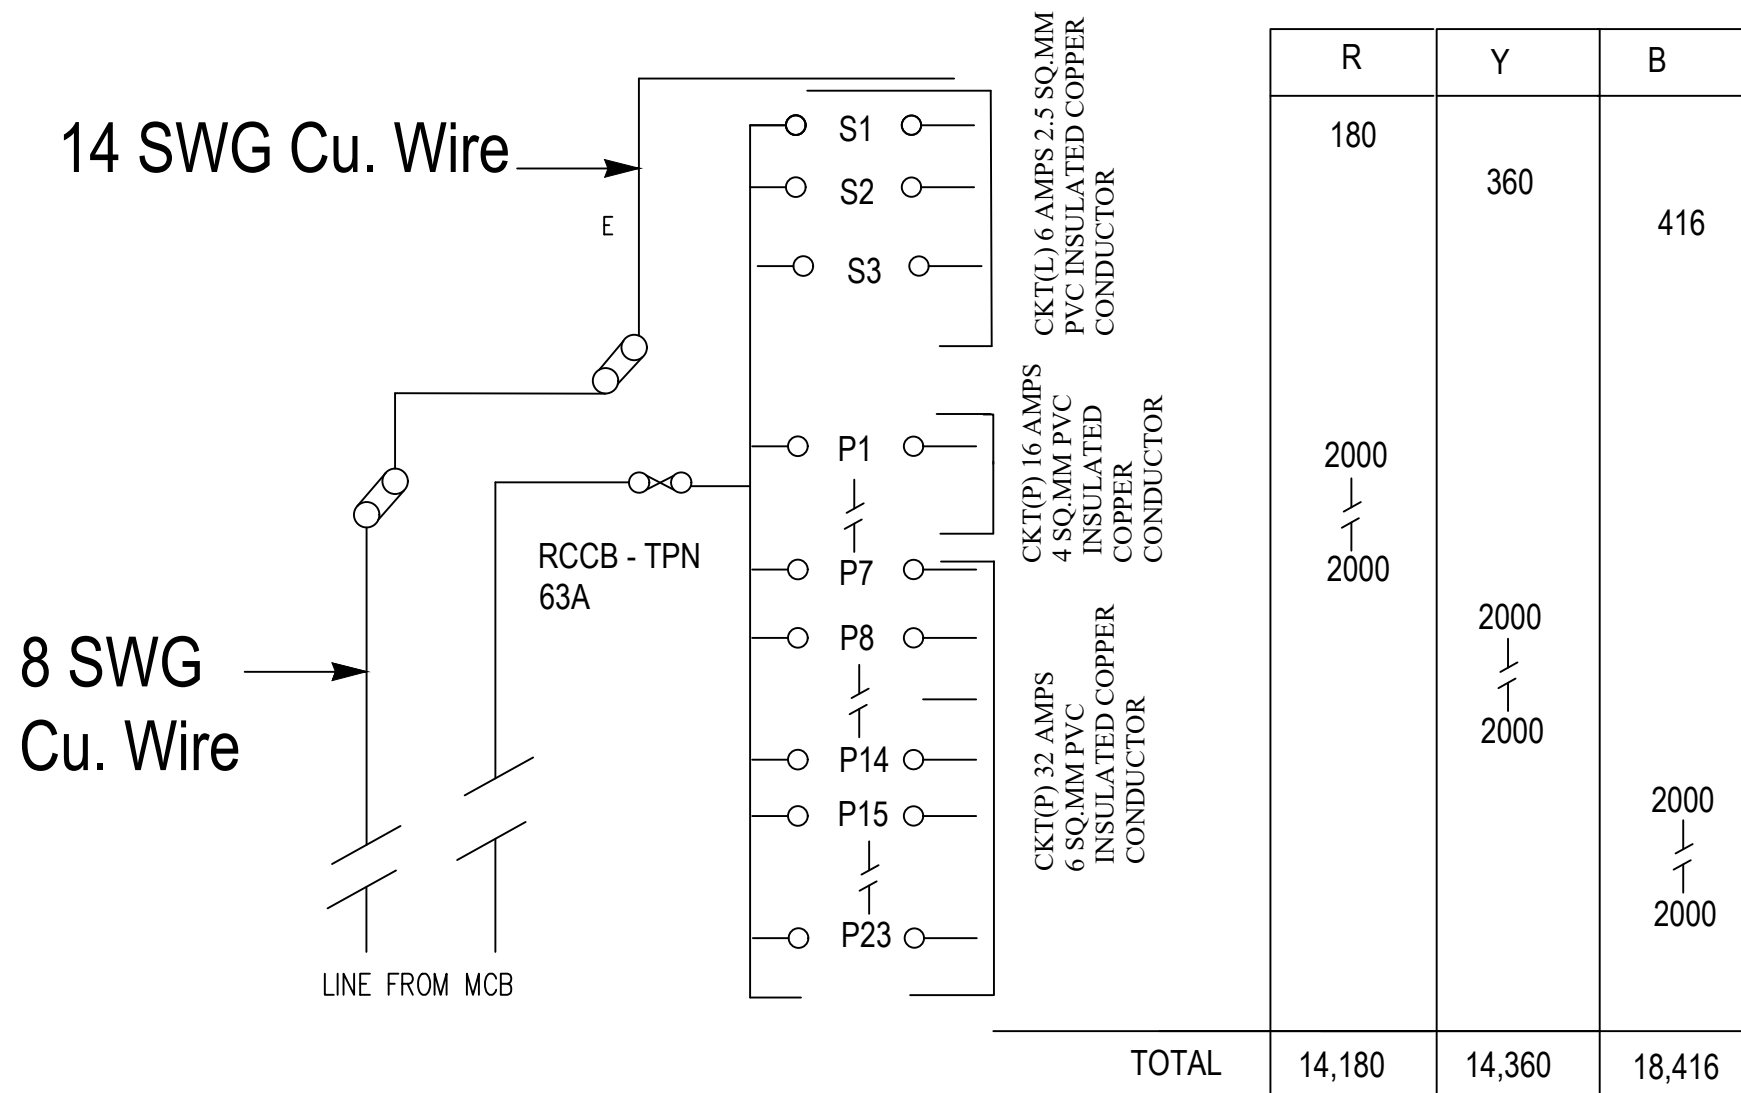 14 SWG Cu. Wire
E
8 SWG
Cu. Wire
RCCB - TPN
63A
LINE FROM MCB
S1
S2
S3
P1
P7
P8
P14
P15
P23
CKT(L) 6 AMPS 2.5 SQ.MM
PVC INSULATED COPPER
CONDUCTOR
CKT(P) 16 AMPS
4 SQ.MM PVC
INSULATED
COPPER
CONDUCTOR
CKT(P) 32 AMPS
6 SQ.MM PVC
INSULATED COPPER
CONDUCTOR
R Y B
180
360
416
2000
2000
2000
2000
2000
2000
TOTAL 14,180 14,360 18,416